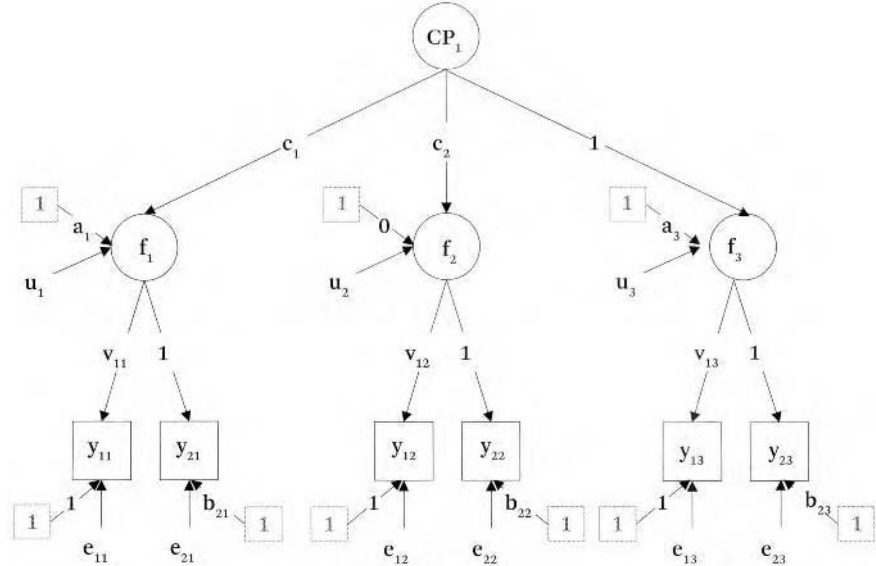 CP₁
c₁ c₂ 1
1 1 1
a₁ 0 a₃
f₁ f₂ f₃
u₁ u₂ u₃
v₁₁ 1 v₁₂ 1 v₁₃ 1
y₁₁ y₂₁ y₁₂ y₂₂ y₁₃ y₂₃
1 1 b₂₁ 1 1 1 b₂₂ 1 1 1 b₂₃ 1
e₁₁ e₂₁ e₁₂ e₂₂ e₁₃ e₂₃